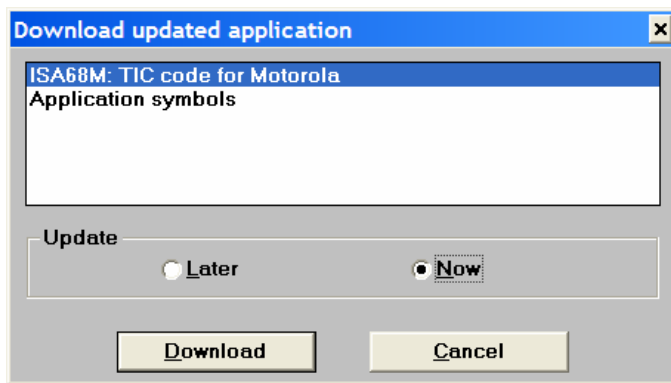 Download updated application
ISA68M: TIC code for Motorola
Application symbols
Update
Later Now
Download Cancel